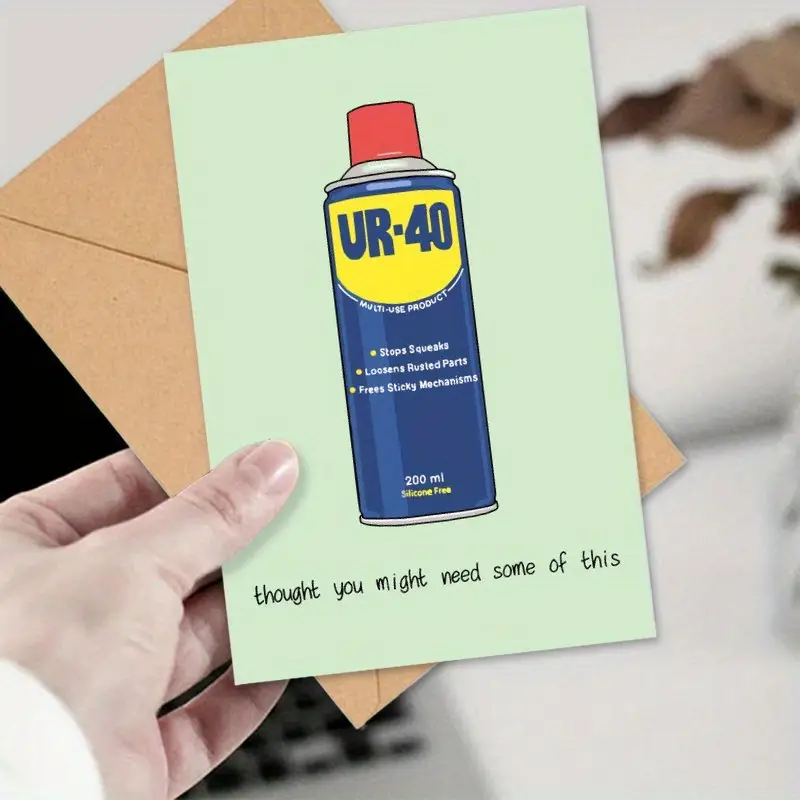 UR-40
MULTI-USE PRODUCT
Stops Squeaks
Loosens Rusted Parts
Frees Sticky Mechanisms
200 ml
Silicone Free
thought you might need some of this